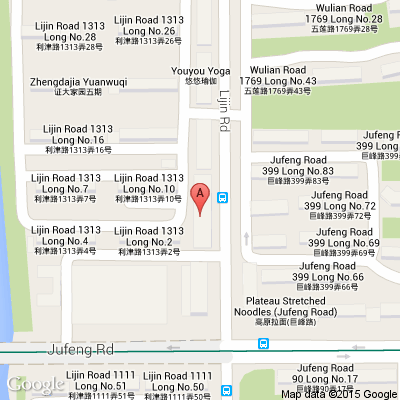 Lijin Road 1313
Long No.28
利津路1313弄28号
Lijin Road 1313
Long No.26
利津路1313弄26号
Wulian Road
1769 Long No.28
五莲路1769弄28号
Youyou Yoga
悠悠瑜伽
Wulian Road
1769 Long No.43
五莲路1769弄43号
Zhengdajia Yuanwuqi
证大家园五期
Lijin Rd
Lijin Road 1313
Long No.16
利津路1313弄16号
Jufeng Road
399 Long No.83
巨峰路399弄83号
Lijin Road 1313
Long No.7
利津路1313弄7号
Lijin Road 1313
Long No.10
利津路1313弄10号
A
Jufeng Road
399 Long No.72
巨峰路399弄72号
Lijin Road 1313
Long No.4
利津路1313弄4号
Lijin Road 1313
Long No.2
利津路1313弄2号
Jufeng Road
399 Long No.69
巨峰路399弄69号
Jufeng Road
399 Long No.66
巨峰路399弄66号
Plateau Stretched
Noodles (Jufeng Road)
高原拉面(巨峰路)
Jufeng-Rd
Lijin Road 1111
Long No.51
利津路1111弄51号
Lijin Road 1111
Long No.50
利津路1111弄50号
Jufeng Road
90 Long No.17
巨峰路90弄17号
Google
Map data ©2015 Google